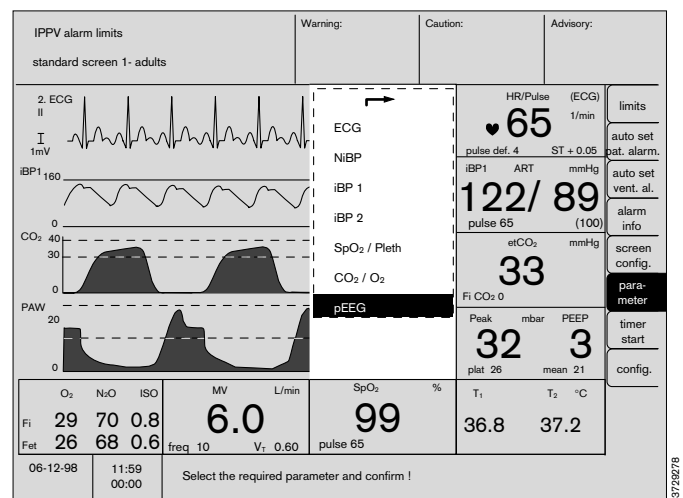 IPPV alarm limits
standard screen 1- adults
Warning:
Caution:
Advisory:
2. ECG
II
I
1mV
iBP1
160
0
CO₂
40
30
0
PAW
20
0
ECG
NiBP
iBP 1
iBP 2
SpO₂ / Pleth
CO₂ / O₂
pEEG
HR/Pulse (ECG)
65 1/min
pulse def. 4 ST + 0.05
iBP1 ART mmHg
122/ 89
pulse 65 (100)
etCO₂ mmHg
33
Fi CO₂ 0
Peak mbar PEEP
32 3
plat 26 mean 21
limits
auto set
pat. alarm.
auto set
vent. al.
alarm
info
screen
config.
para-
meter
timer
start
config.
O₂ N₂O ISO
Fi 29 70 0.8
Fet 26 68 0.6
MV L/min
6.0
freq 10 VT 0.60
SpO₂ %
99
pulse 65
T₁ T₂ °C
36.8 37.2
06-12-98
11:59
00:00
Select the required parameter and confirm !
3729278